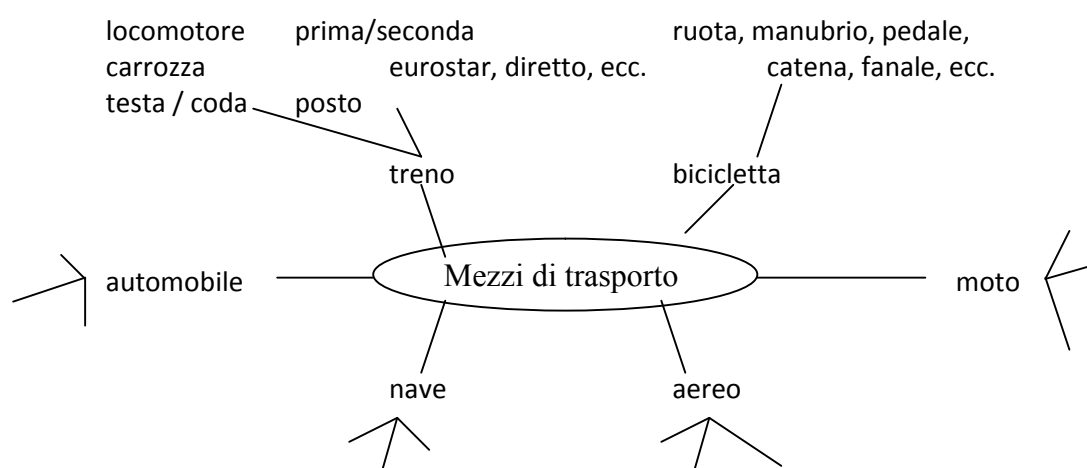 locomotore prima/seconda ruota, manubrio, pedale,
carrozza eurostar, diretto, ecc. catena, fanale, ecc.
testa / coda posto
treno bicicletta
automobile Mezzi di trasporto moto
nave aereo